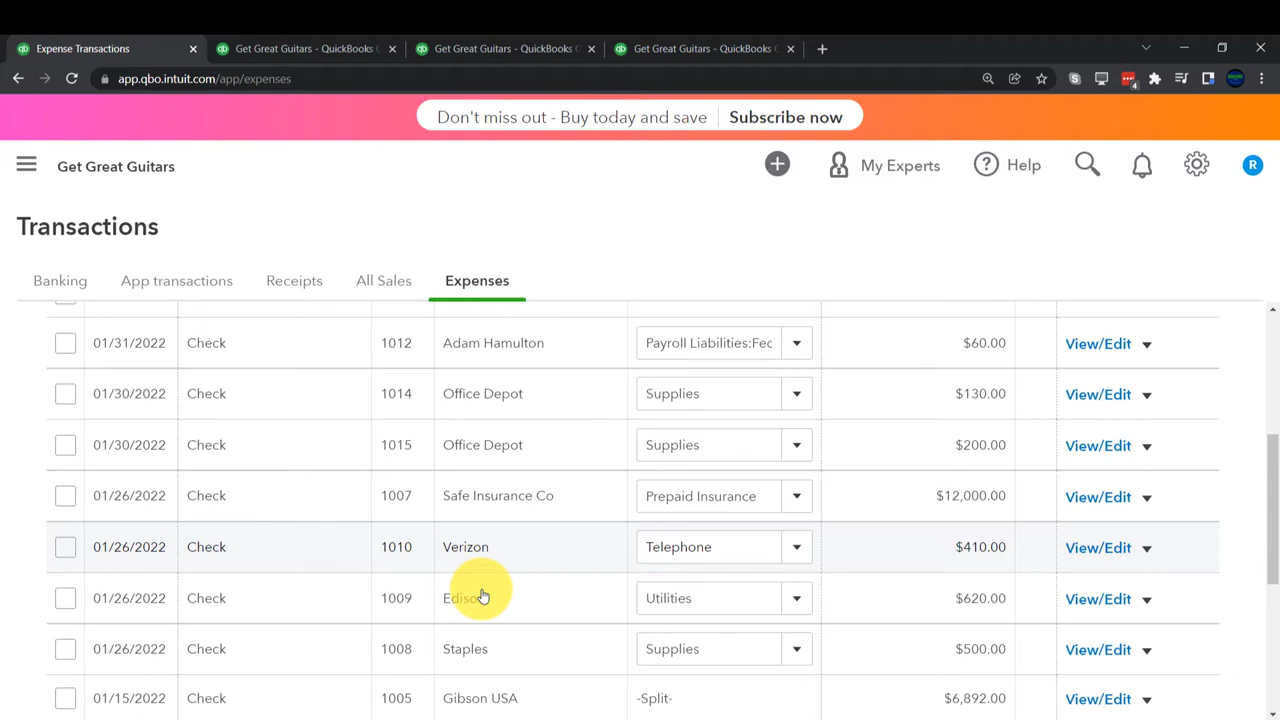 Expense Transactions
Get Great Guitars - QuickBooks
Get Great Guitars - QuickBooks
Get Great Guitars - QuickBooks
app.qbo.intuit.com/app/expenses
4
Don't miss out - Buy today and save Subscribe now
Get Great Guitars
My Experts
Help
R
Transactions
Banking App transactions Receipts All Sales Expenses
01/31/2022 Check 1012 Adam Hamulton Payroll Liabilities:Fec $60.00 View/Edit
01/30/2022 Check 1014 Office Depot Supplies $130.00 View/Edit
01/30/2022 Check 1015 Office Depot Supplies $200.00 View/Edit
01/26/2022 Check 1007 Safe Insurance Co Prepaid Insurance $12,000.00 View/Edit
01/26/2022 Check 1010 Verizon Telephone $410.00 View/Edit
01/26/2022 Check 1009 Edison Utilities $620.00 View/Edit
01/26/2022 Check 1008 Staples Supplies $500.00 View/Edit
01/15/2022 Check 1005 Gibson USA -Split- $6,892.00 View/Edit